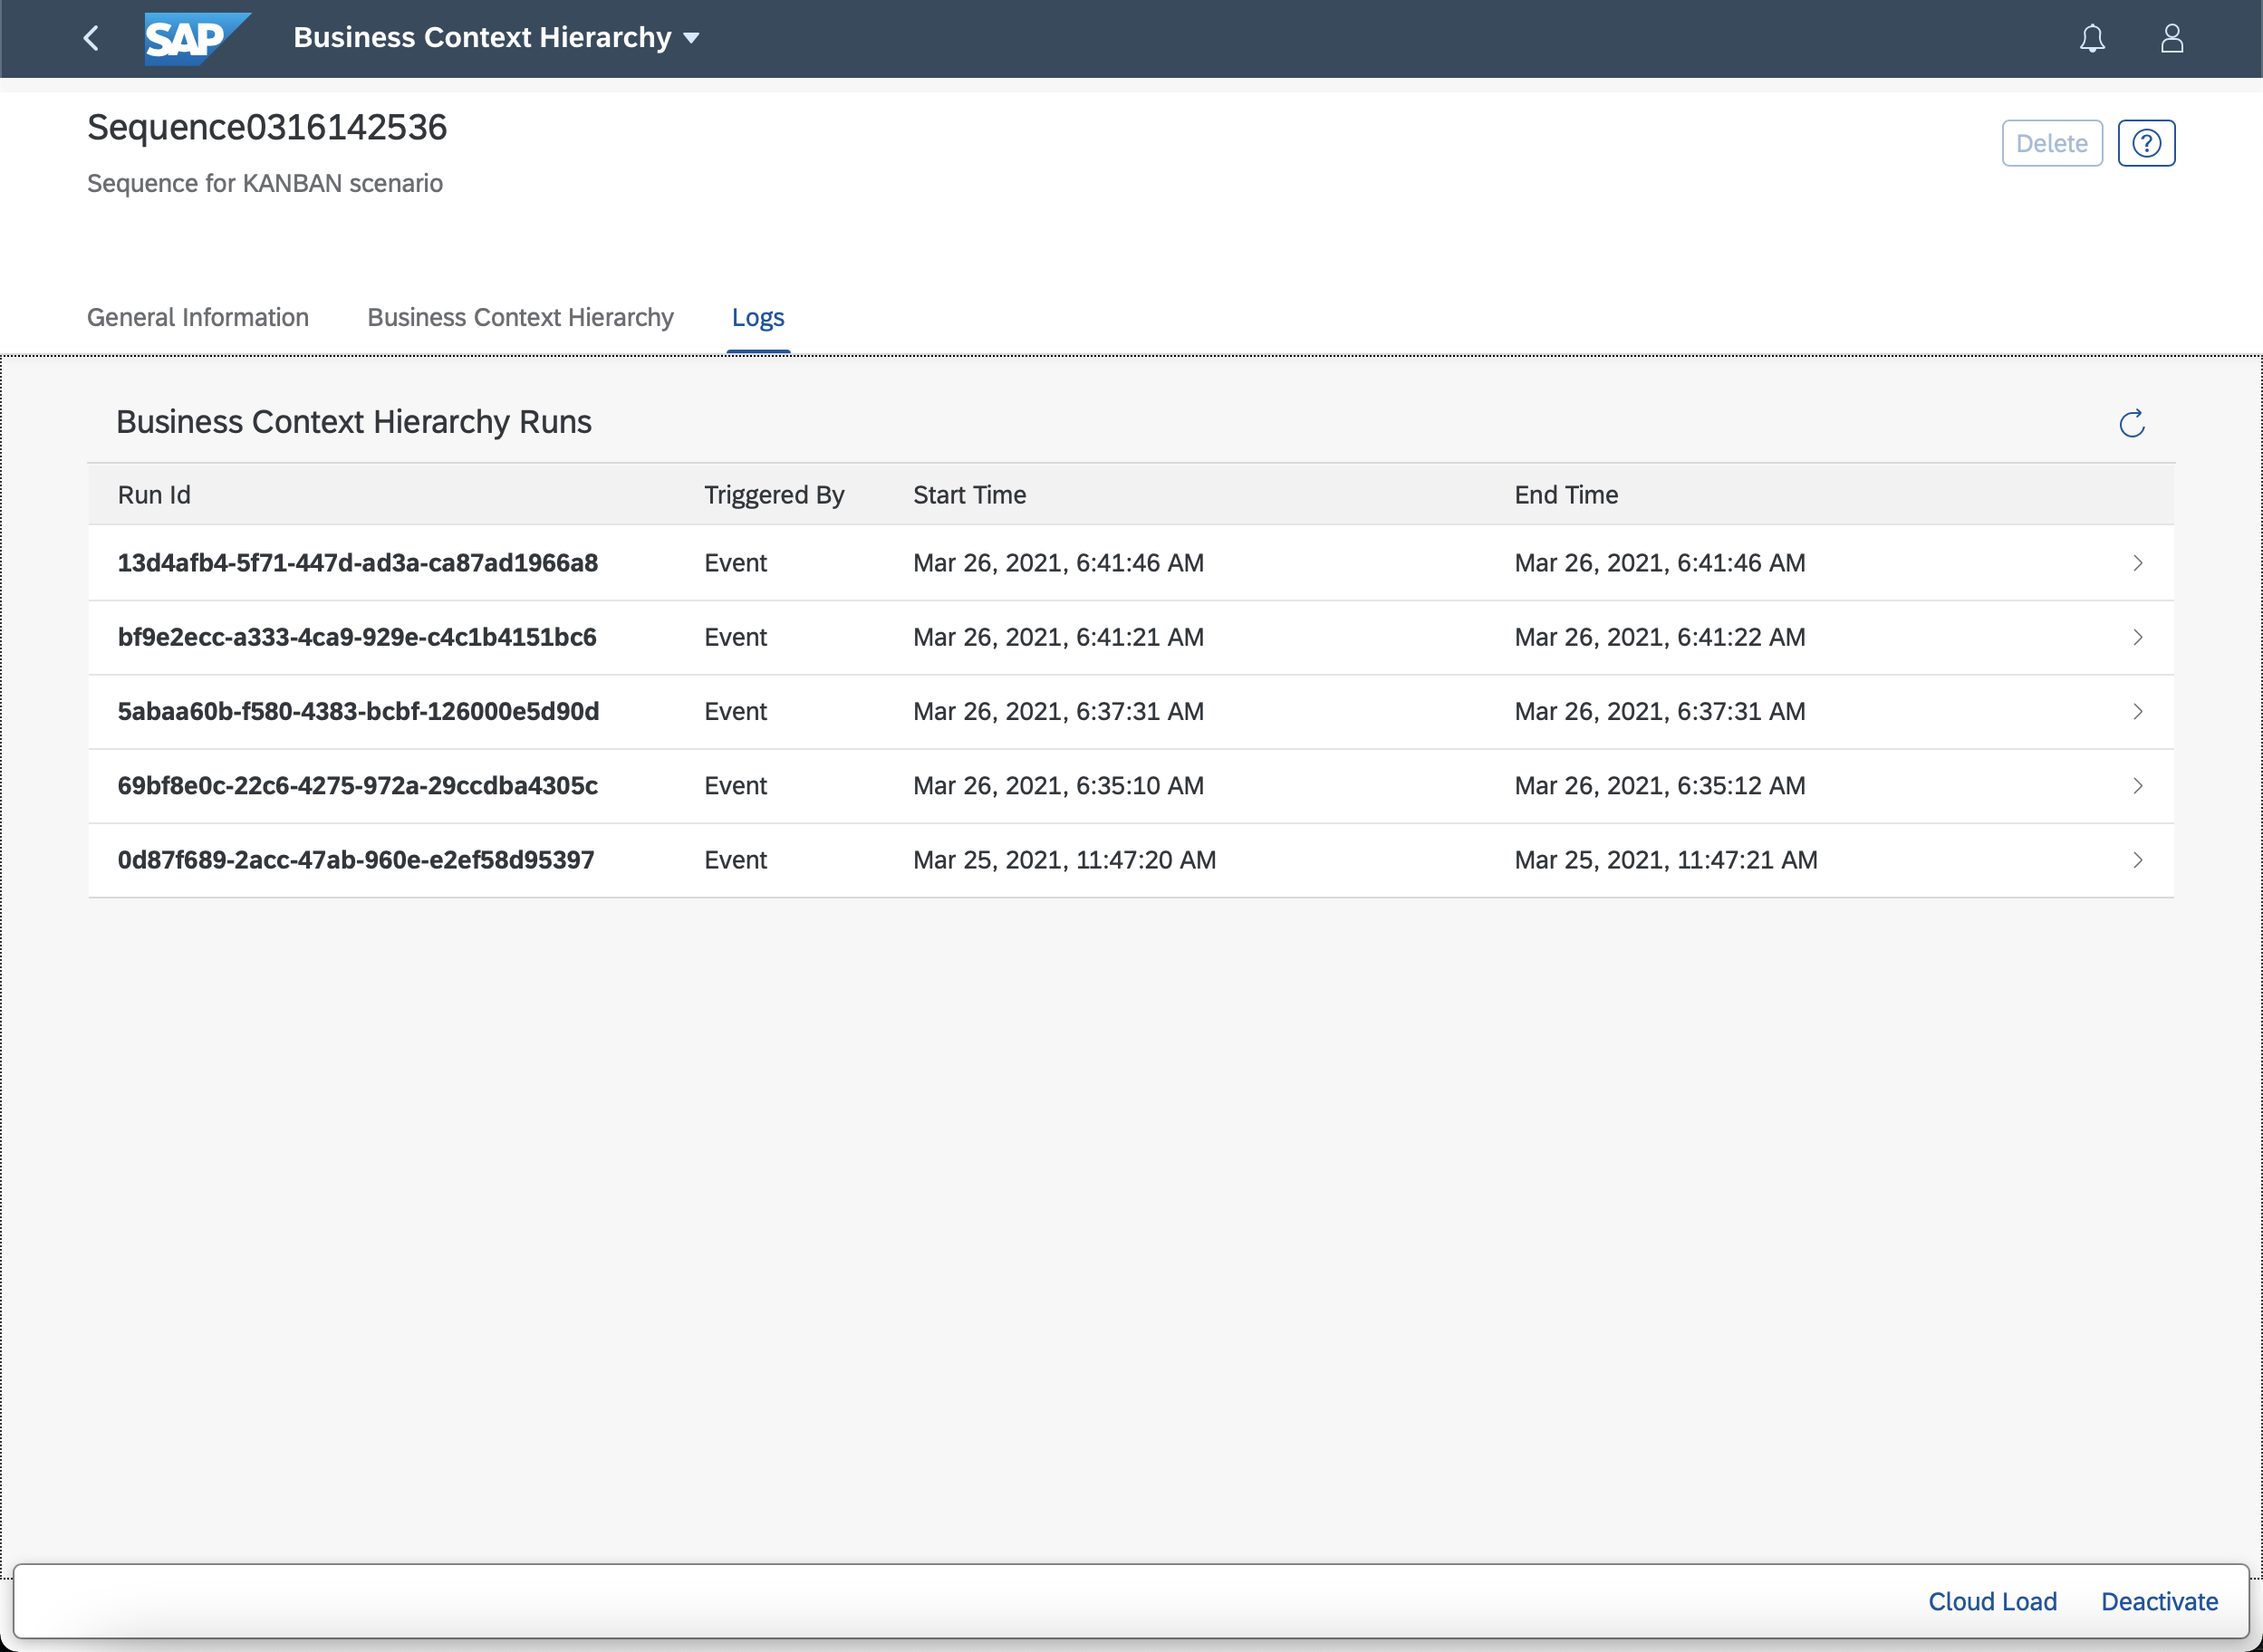 SAP Business Context Hierarchy
Sequence0316142536
Delete
Sequence for KANBAN scenario
General Information Business Context Hierarchy Logs
Business Context Hierarchy Runs
Run Id Triggered By Start Time End Time
13d4afb4-5f71-447d-ad3a-ca87ad1966a8 Event Mar 26, 2021, 6:41:46 AM Mar 26, 2021, 6:41:46 AM
bf9e2ecc-a333-4ca9-929e-c4c1b4151bc6 Event Mar 26, 2021, 6:41:21 AM Mar 26, 2021, 6:41:22 AM
5abaa60b-f580-4383-bcbf-126000e5d90d Event Mar 26, 2021, 6:37:31 AM Mar 26, 2021, 6:37:31 AM
69bf8e0c-22c6-4275-972a-29ccdba4305c Event Mar 26, 2021, 6:35:10 AM Mar 26, 2021, 6:35:12 AM
0d87f689-2acc-47ab-960e-e2ef58d95397 Event Mar 25, 2021, 11:47:20 AM Mar 25, 2021, 11:47:21 AM
Cloud Load Deactivate